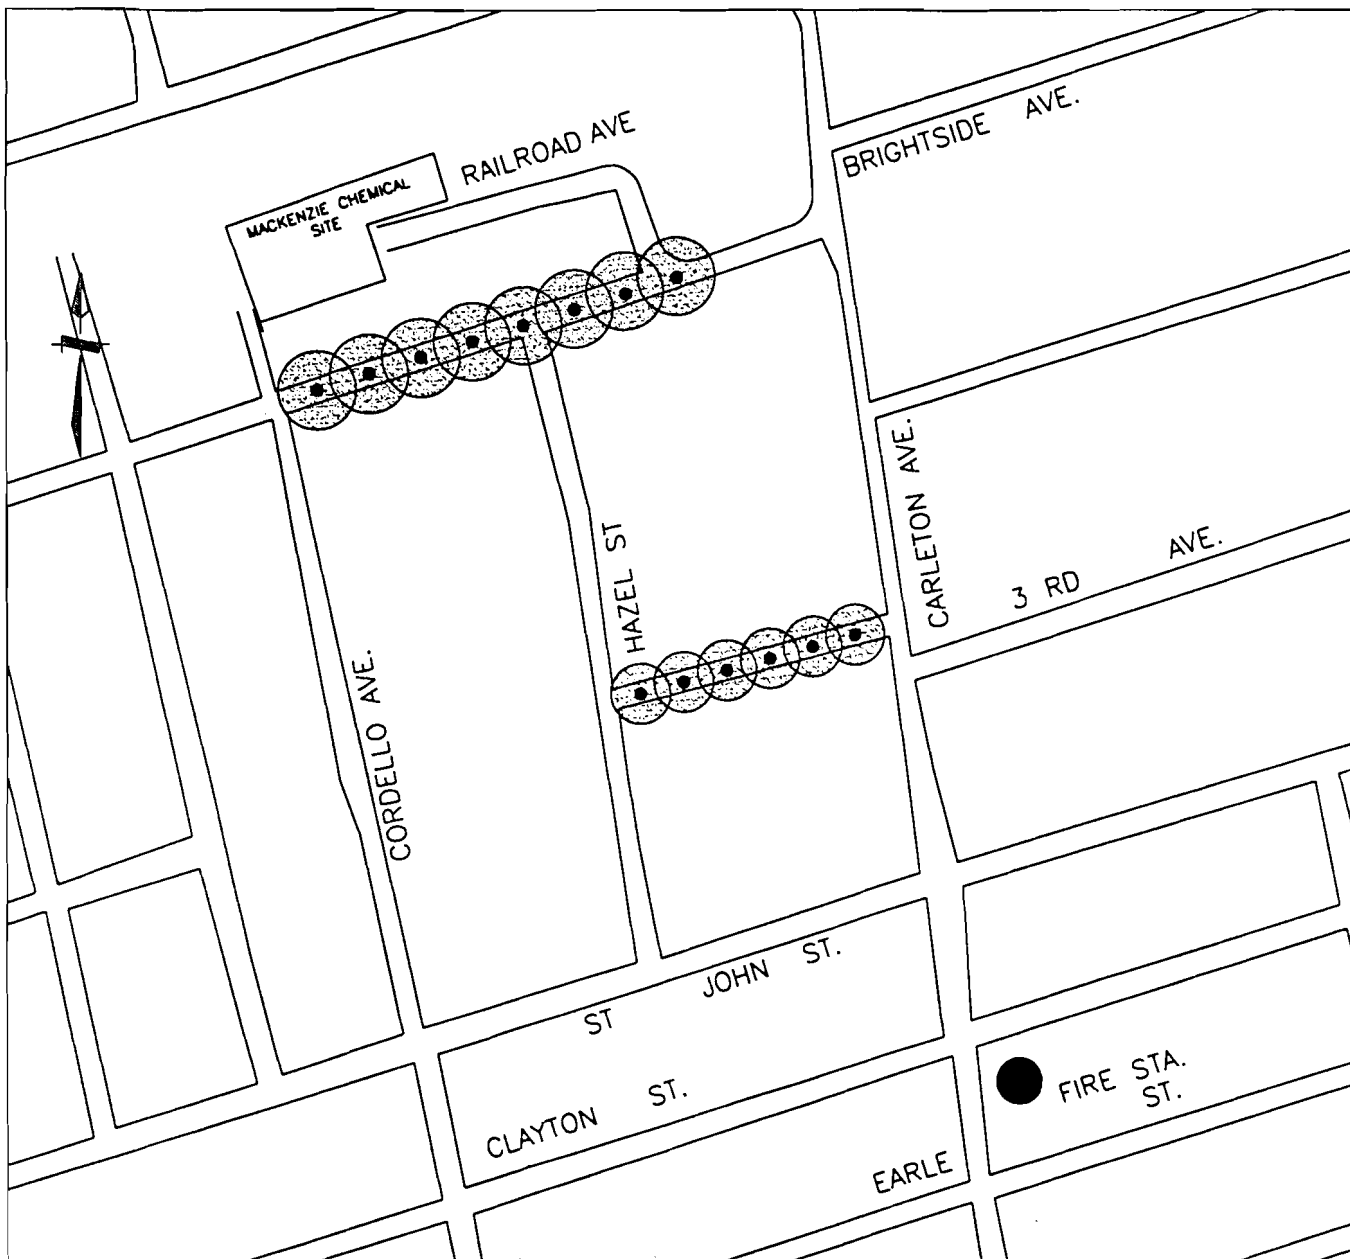 BRIGHTSIDE AVE.
RAILROAD AVE
MACKENZIE CHEMICAL
SITE
CARLETON AVE.
HAZEL ST
3 RD AVE.
CORDELLO AVE.
ST JOHN ST.
CLAYTON ST.
FIRE STA.
EARLE ST.